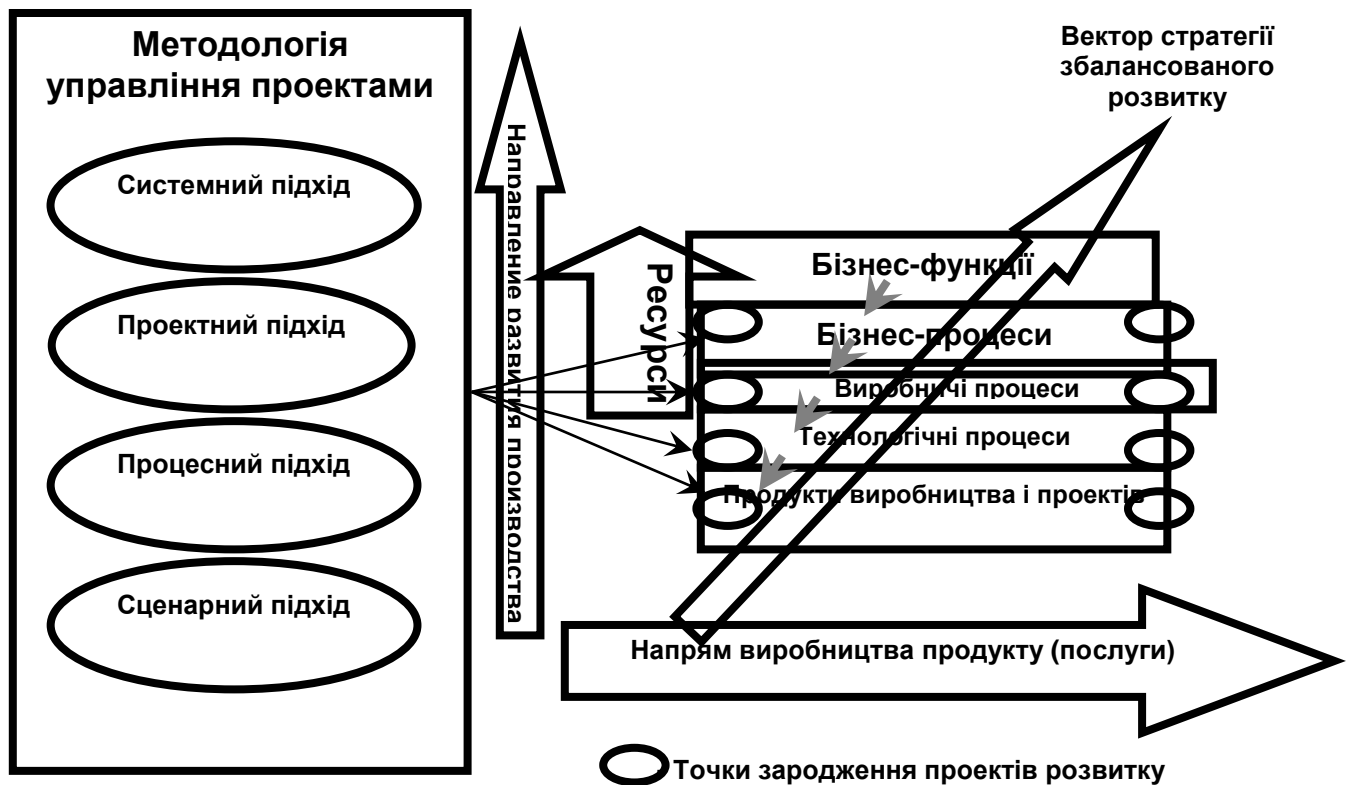 Методологія
управління проектами
Системний підхід
Проектний підхід
Процесний підхід
Сценарний підхід
Направление развития производства
Ресурси
Вектор стратегії
збалансованого
розвитку
Бізнес-функції
Бізнес-процеси
Виробничі процеси
Технологічні процеси
Продукти виробництва і проектів
Напрям виробництва продукту (послуги)
Точки зародження проектів розвитку